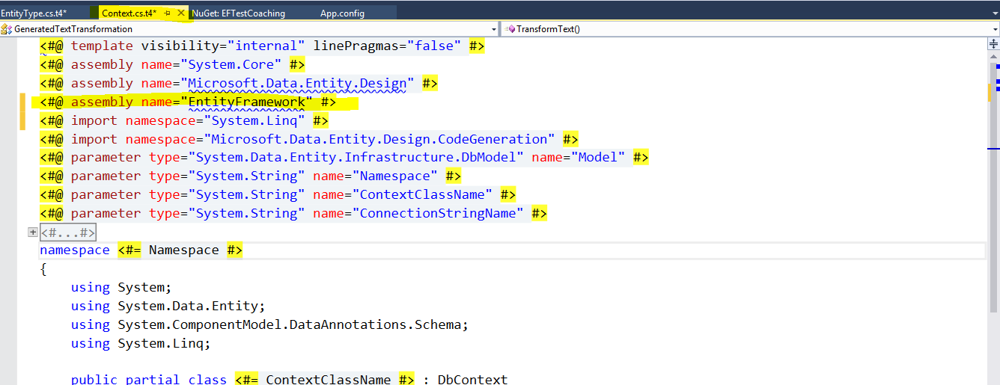 EntityType.cs.t4* Context.cs.t4* NuGet: EFTestCoaching App.config
GeneratedTextTransformation TransformText()
<#@ template visibility="internal" linePragmas="false" #>
<#@ assembly name="System.Core" #>
<#@ assembly name="Microsoft.Data.Entity.Design" #>
<#@ assembly name="EntityFramework" #>
<#@ import namespace="System.Linq" #>
<#@ import namespace="Microsoft.Data.Entity.Design.CodeGeneration" #>
<#@ parameter type="System.Data.Entity.Infrastructure.DbModel" name="Model" #>
<#@ parameter type="System.String" name="Namespace" #>
<#@ parameter type="System.String" name="ContextClassName" #>
<#@ parameter type="System.String" name="ConnectionStringName" #>
<#...#>
namespace <#= Namespace #>
{
using System;
using System.Data.Entity;
using System.ComponentModel.DataAnnotations.Schema;
using System.Linq;
public partial class <#= ContextClassName #> : DbContext